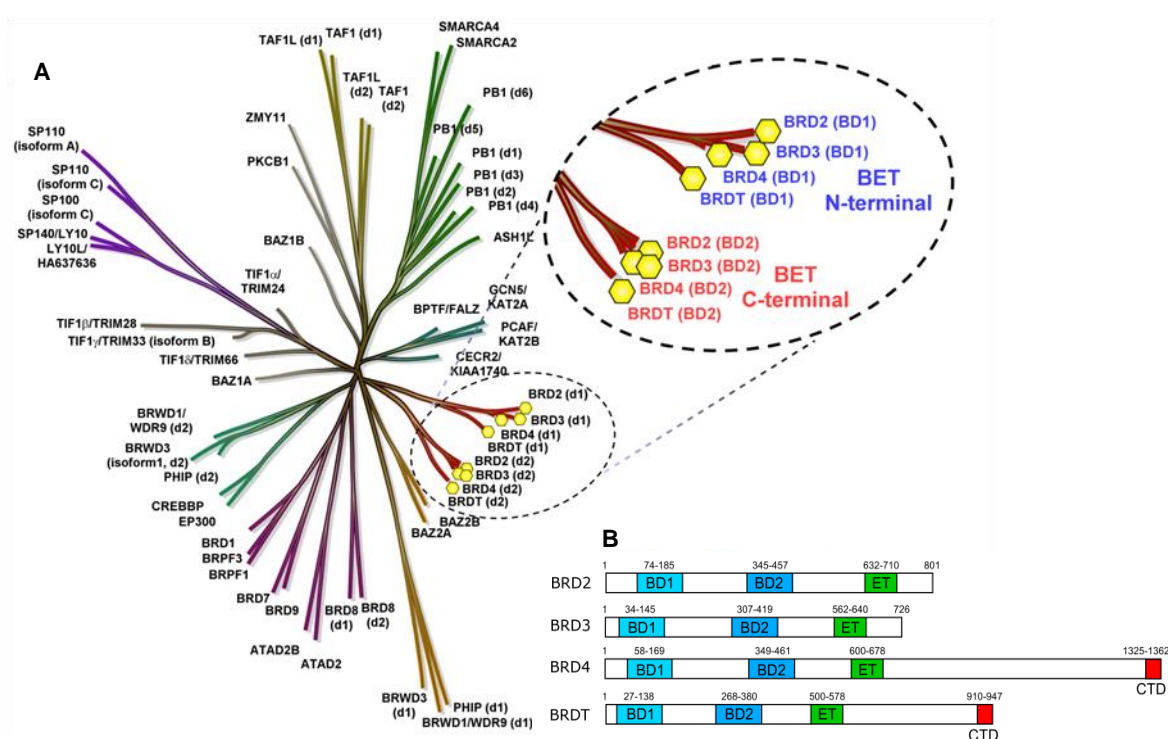 A
SP110
(isoform A)
SP110
(isoform C)
SP100
(isoform C)
SP140/LY10
LY10L/
HA637636
TAF1L (d1)
TAF1 (d1)
TAF1L
(d2)
TAF1
(d2)
ZMY11
PKCB1
BAZ1B
TIF1α/
TRIM24
TIF1β/TRIM28
TIF1γ/TRIM33 (isoform B)
TIF1δ/TRIM66
BAZ1A
SMARCA4
SMARCA2
PB1 (d6)
PB1 (d5)
PB1 (d1)
PB1 (d3)
PB1 (d2)
PB1 (d4)
ASH1L
GCN5/
KAT2A
BPTF/FALZ
PCAF/
KAT2B
CECR2/
KIAA1740
BRD2 (d1)
BRD3 (d1)
BRD4 (d1)
BRDT (d1)
BRD2 (d2)
BRD3 (d2)
BRD4 (d2)
BRDT (d2)
BAZ2B
BAZ2A
BRWD1/
WDR9 (d2)
BRWD3
(isoform1, d2)
PHIP (d2)
CREBBP
EP300
BRD1
BRPF3
BRPF1
BRD7
BRD9
BRD8
(d1)
BRD8
(d2)
ATAD2B
ATAD2
BRWD3
(d1)
PHIP (d1)
BRWD1/WDR9 (d1)
BRD2 (BD1)
BRD3 (BD1)
BRD4 (BD1)
BRDT (BD1)
BET
N-terminal
BRD2 (BD2)
BRD3 (BD2)
BRD4 (BD2)
BRDT (BD2)
BET
C-terminal
B
1 74-185 345-457 632-710 801
BRD2 BD1 BD2 ET
1 34-145 307-419 562-640 726
BRD3 BD1 BD2 ET
1 58-169 349-461 600-678 1325-1362
BRD4 BD1 BD2 ET
CTD
1 27-138 268-380 500-578 910-947
BRDT BD1 BD2 ET
CTD